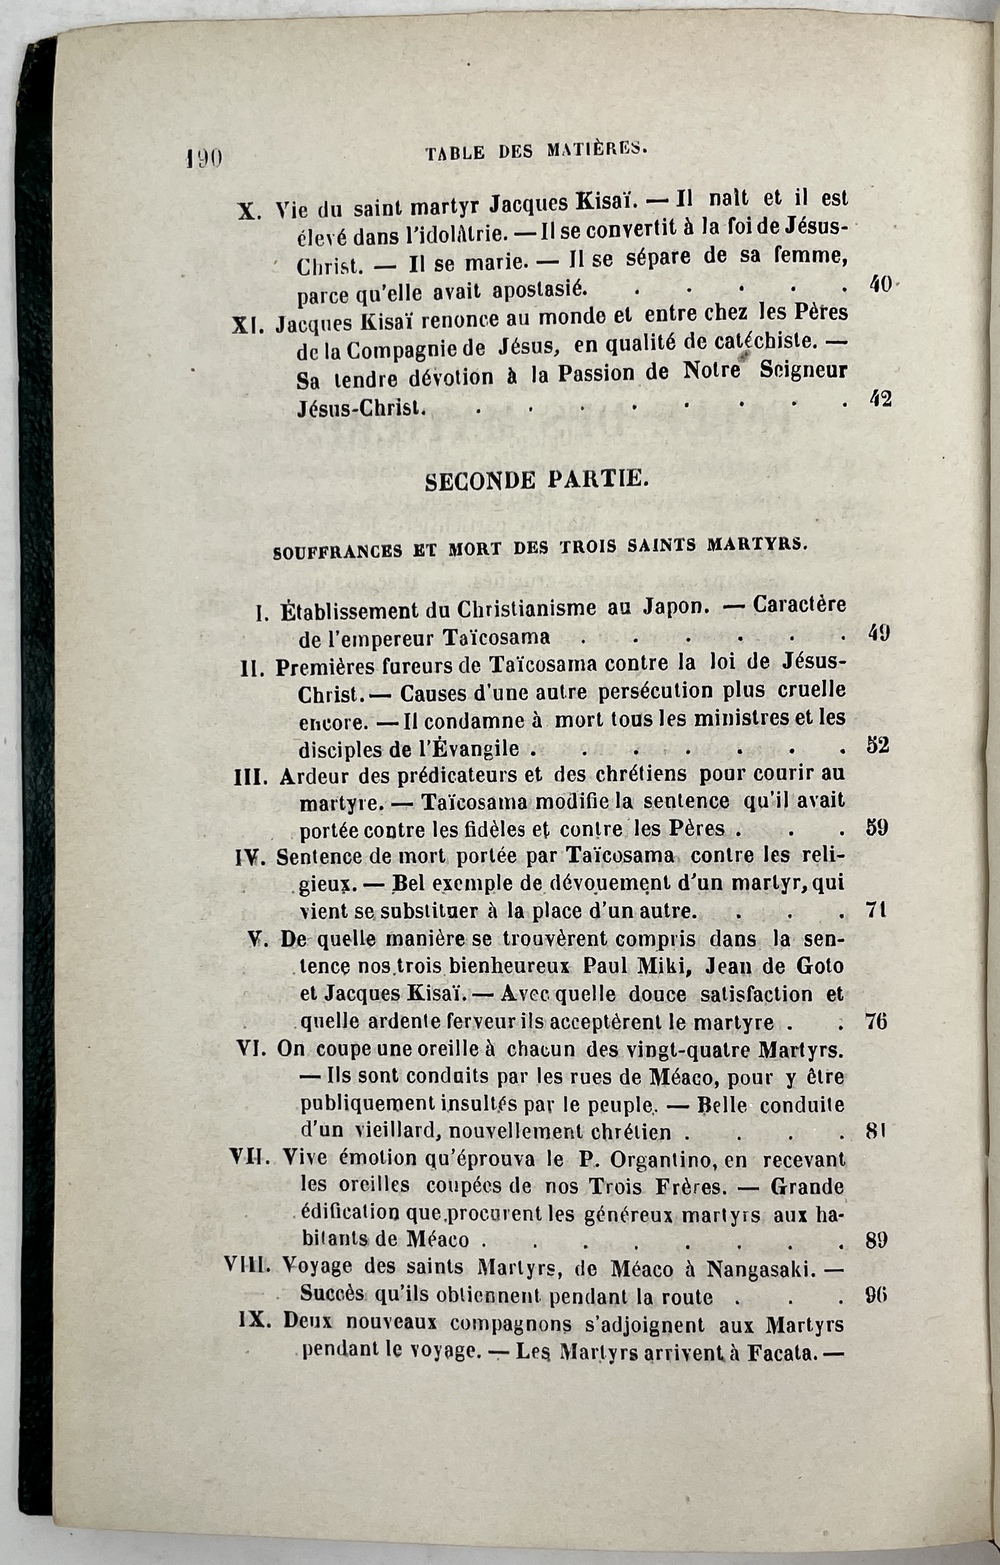 190
TABLE DES MATIÈRES.
X. Vie du saint martyr Jacques Kisaï. — Il naît et il est
élevé dans l'idolâtrie. — Il se convertit à la foi de Jésus-
Christ. — Il se marie. — Il se sépare de sa femme,
parce qu'elle avait apostasié. . . . . . 40
XI. Jacques Kisaï renonce au monde et entre chez les Pères
de la Compagnie de Jésus, en qualité de catéchiste. —
Sa tendre dévotion à la Passion de Notre Seigneur
Jésus-Christ. . . . . . . . . 42
SECONDE PARTIE.
SOUFFRANCES ET MORT DES TROIS SAINTS MARTYRS.
I. Établissement du Christianisme au Japon. — Caractère
de l'empereur Taïcosama . . . . . . 49
II. Premières fureurs de Taïcosama contre la loi de Jésus-
Christ. — Causes d'une autre persécution plus cruelle
encore. — Il condamne à mort tous les ministres et les
disciples de l'Évangile . . . . . . . 52
III. Ardeur des prédicateurs et des chrétiens pour courir au
martyre. — Taïcosama modifie la sentence qu'il avait
portée contre les fidèles et contre les Pères . . . 59
IV. Sentence de mort portée par Taïcosama contre les reli-
gieux. — Bel exemple de dévouement d'un martyr, qui
vient se substituer à la place d'un autre. . . . 71
V. De quelle manière se trouvèrent compris dans la sen-
tence nos trois bienheureux Paul Miki, Jean de Goto
et Jacques Kisaï. — Avec quelle douce satisfaction et
quelle ardente ferveur ils acceptèrent le martyre . . 76
VI. On coupe une oreille à chacun des vingt-quatre Martyrs.
— Ils sont conduits par les rues de Méaco, pour y être
publiquement insultés par le peuple. — Belle conduite
d'un vieillard, nouvellement chrétien . . . . 81
VII. Vive émotion qu'éprouva le P. Organtino, en recevant
les oreilles coupées de nos Trois Frères. — Grande
édification que procurent les généreux martyrs aux ha-
bitants de Méaco . . . . . . . . 89
VIII. Voyage des saints Martyrs, de Méaco à Nangasaki. —
Succès qu'ils obtiennent pendant la route . . . 96
IX. Deux nouveaux compagnons s'adjoignent aux Martyrs
pendant le voyage. — Les Martyrs arrivent à Facata. —